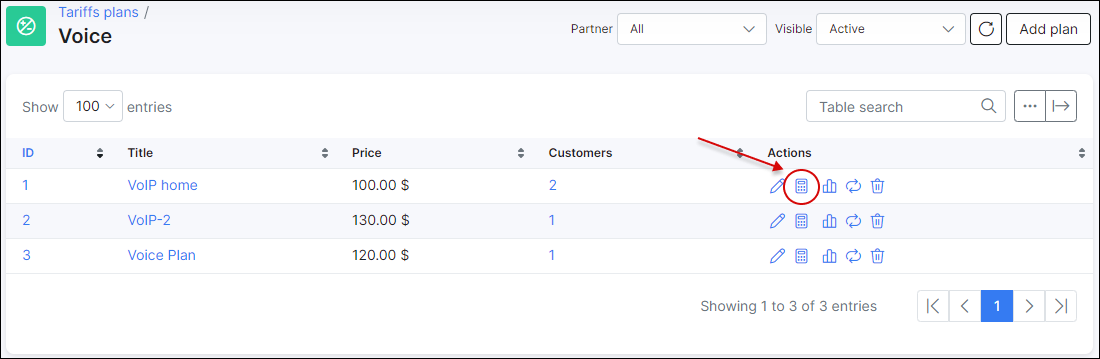 Tariffs plans /
Voice
Partner All Visible Active Add plan
Show 100 entries Table search
ID Title Price Customers Actions
1 VoIP home 100.00 $ 2
2 VoIP-2 130.00 $ 1
3 Voice Plan 120.00 $ 1
Showing 1 to 3 of 3 entries 1